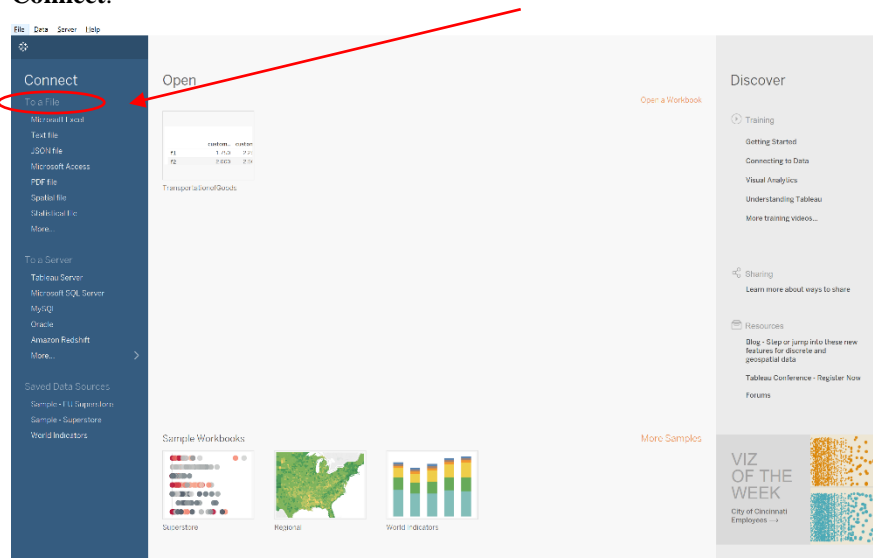 Connect.
File Data Server Help
Connect
To a File
Microsoft Excel
Text file
JSON file
Microsoft Access
PDF file
Spatial file
Statistical file
More...
To a Server
Tableau Server
Microsoft SQL Server
MySQL
Oracle
Amazon Redshift
More...
Saved Data Sources
Sample - EU Superstore
Sample - Superstore
World Indicators
Open
Open a Workbook
TransportationofGoods
Sample Workbooks
More Samples
Superstore
Regional
World Indicators
Discover
Training
Getting Started
Connecting to Data
Visual Analytics
Understanding Tableau
More training videos...
Sharing
Learn more about ways to share
Resources
Blog - Step or jump into these new
features for discrete and
geospatial data
Tableau Conference - Register Now
Forums
VIZ
OF THE
WEEK
City of Cincinnati
Employees →